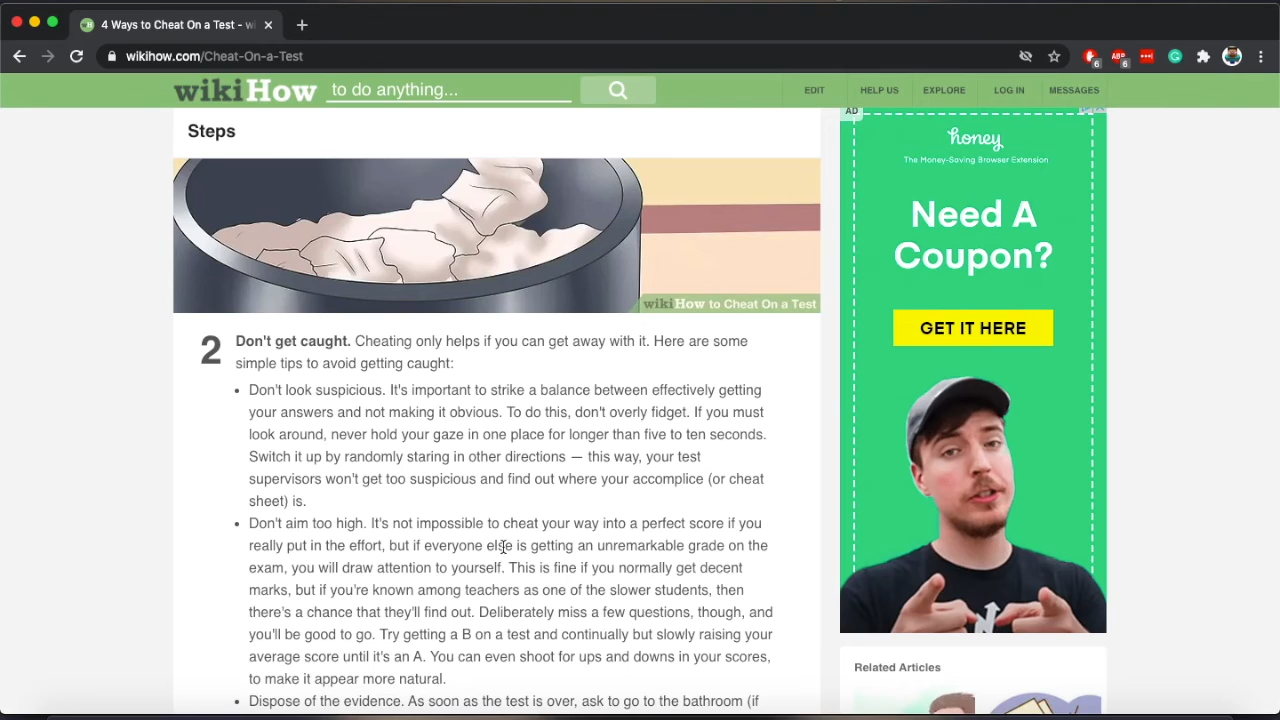 4 Ways to Cheat On a Test - wi
wikihow.com/Cheat-On-a-Test
6
6
wikiHow to do anything...
EDIT
HELP US
EXPLORE
LOG IN
MESSAGES
Steps
wikiHow to Cheat On a Test
2
Don't get caught. Cheating only helps if you can get away with it. Here are some
simple tips to avoid getting caught:
• Don't look suspicious. It's important to strike a balance between effectively getting
your answers and not making it obvious. To do this, don't overly fidget. If you must
look around, never hold your gaze in one place for longer than five to ten seconds.
Switch it up by randomly staring in other directions — this way, your test
supervisors won't get too suspicious and find out where your accomplice (or cheat
sheet) is.
• Don't aim too high. It's not impossible to cheat your way into a perfect score if you
really put in the effort, but if everyone else is getting an unremarkable grade on the
exam, you will draw attention to yourself. This is fine if you normally get decent
marks, but if you're known among teachers as one of the slower students, then
there's a chance that they'll find out. Deliberately miss a few questions, though, and
you'll be good to go. Try getting a B on a test and continually but slowly raising your
average score until it's an A. You can even shoot for ups and downs in your scores,
to make it appear more natural.
• Dispose of the evidence. As soon as the test is over, ask to go to the bathroom (if
AD
honey
The Money-Saving Browser Extension
Need A
Coupon?
GET IT HERE
Related Articles